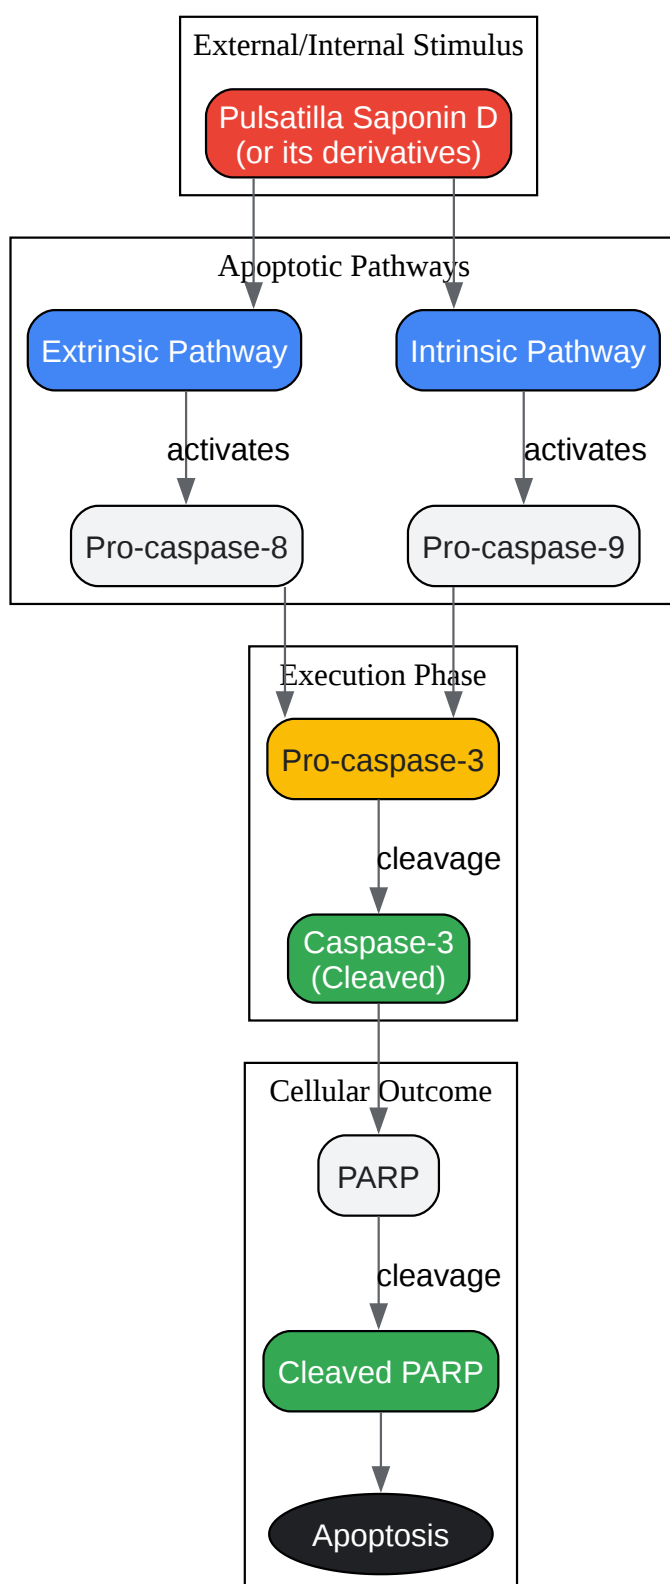 External/Internal Stimulus
Pulsatilla Saponin D
(or its derivatives)
Apoptotic Pathways
Extrinsic Pathway
Intrinsic Pathway
activates
activates
Pro-caspase-8
Pro-caspase-9
Execution Phase
Pro-caspase-3
cleavage
Caspase-3
(Cleaved)
Cellular Outcome
PARP
cleavage
Cleaved PARP
Apoptosis